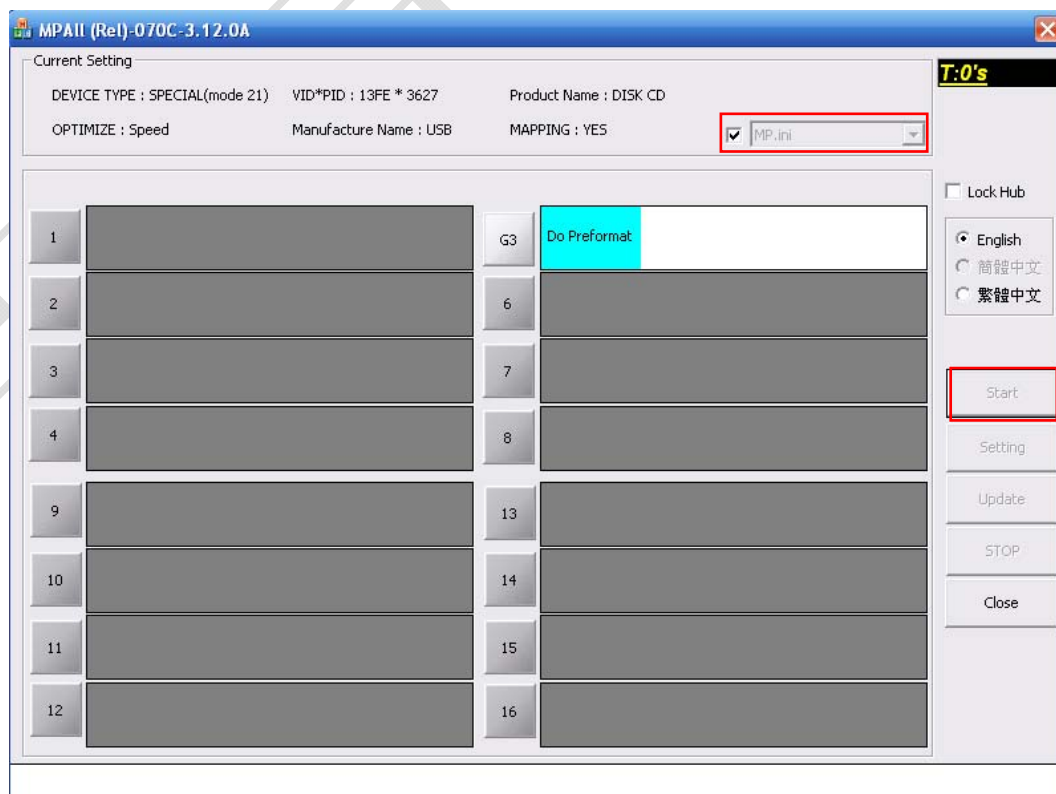 MPAll (Rel)-070C-3.12.0A
Current Setting
DEVICE TYPE : SPECIAL(mode 21) VID*PID : 13FE * 3627 Product Name : DISK CD
OPTIMIZE : Speed Manufacture Name : USB MAPPING : YES MP.ini
T:0's
Lock Hub
English
簡體中文
繁體中文
Start
Setting
Update
STOP
Close
1
2
3
4
9
10
11
12
G3 Do Preformat
6
7
8
13
14
15
16